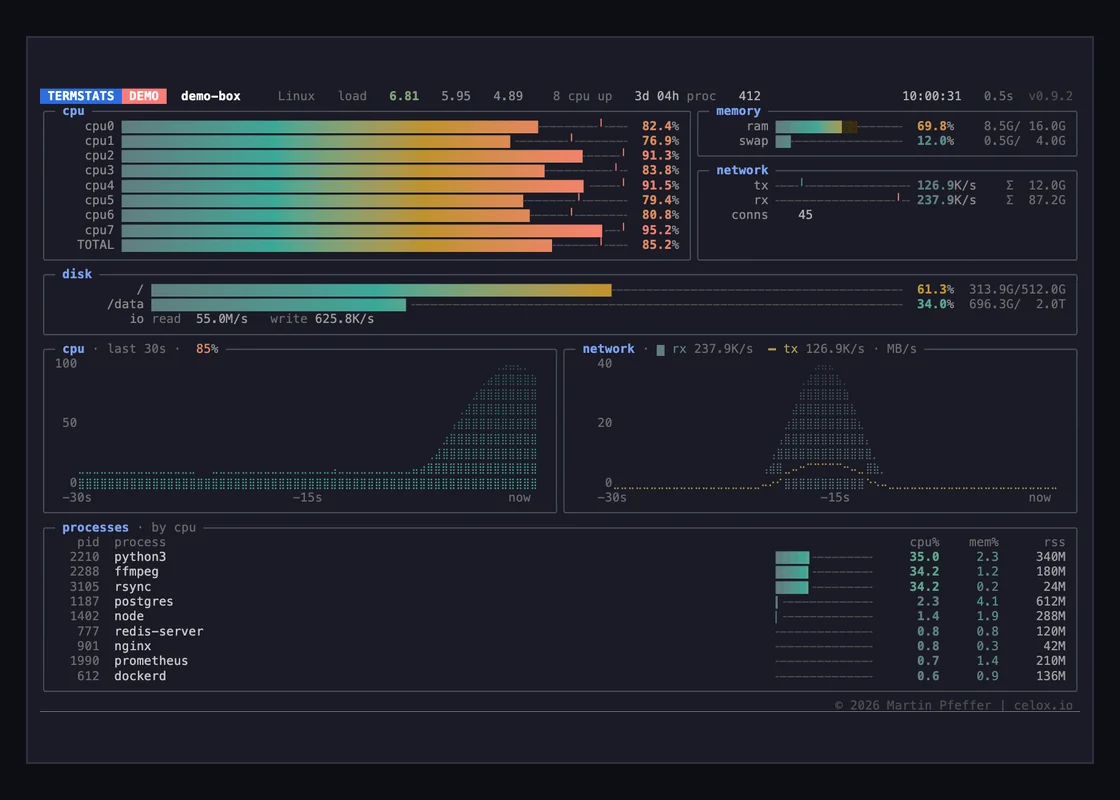 TERMSTATS DEMO demo-box Linux load 6.81 5.95 4.89 8 cpu up 3d 04h proc 412 10:00:31 0.5s v0.9.2
cpu
cpu0 82.4%
cpu1 76.9%
cpu2 91.3%
cpu3 83.8%
cpu4 91.5%
cpu5 79.4%
cpu6 80.8%
cpu7 95.2%
TOTAL 85.2%
memory
ram 69.8% 8.5G/ 16.0G
swap 12.0% 0.5G/ 4.0G
network
tx 126.9K/s Σ 12.0G
rx 237.9K/s Σ 87.2G
conns 45
disk
/ 61.3% 313.9G/512.0G
/data 34.0% 696.3G/ 2.0T
io read 55.0M/s write 625.8K/s
cpu · last 30s · 85%
100
50
0
−30s −15s now
network · rx 237.9K/s tx 126.9K/s · MB/s
40
20
0
−30s −15s now
processes · by cpu
pid process cpu% mem% rss
2210 python3 35.0 2.3 340M
2288 ffmpeg 34.2 1.2 180M
3105 rsync 34.2 0.2 24M
1187 postgres 2.3 4.1 612M
1402 node 1.4 1.9 288M
777 redis-server 0.8 0.8 120M
901 nginx 0.8 0.3 42M
1990 prometheus 0.7 1.4 210M
612 dockerd 0.6 0.9 136M
© 2026 Martin Pfeffer | celox.io